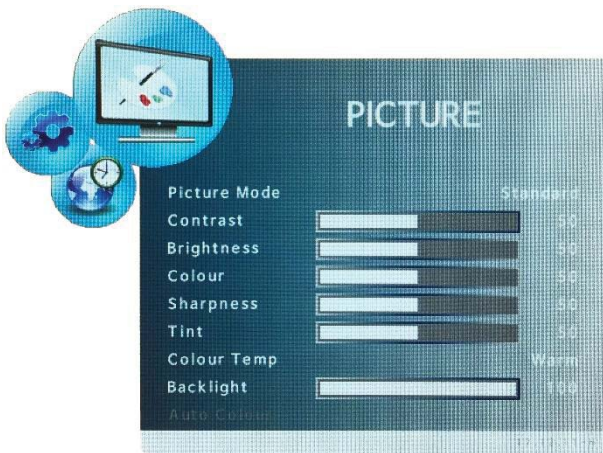 PICTURE
Picture Mode Standard
Contrast 50
Brightness 50
Colour 50
Sharpness 50
Tint 50
Colour Temp Warm
Backlight 100
Auto Colour